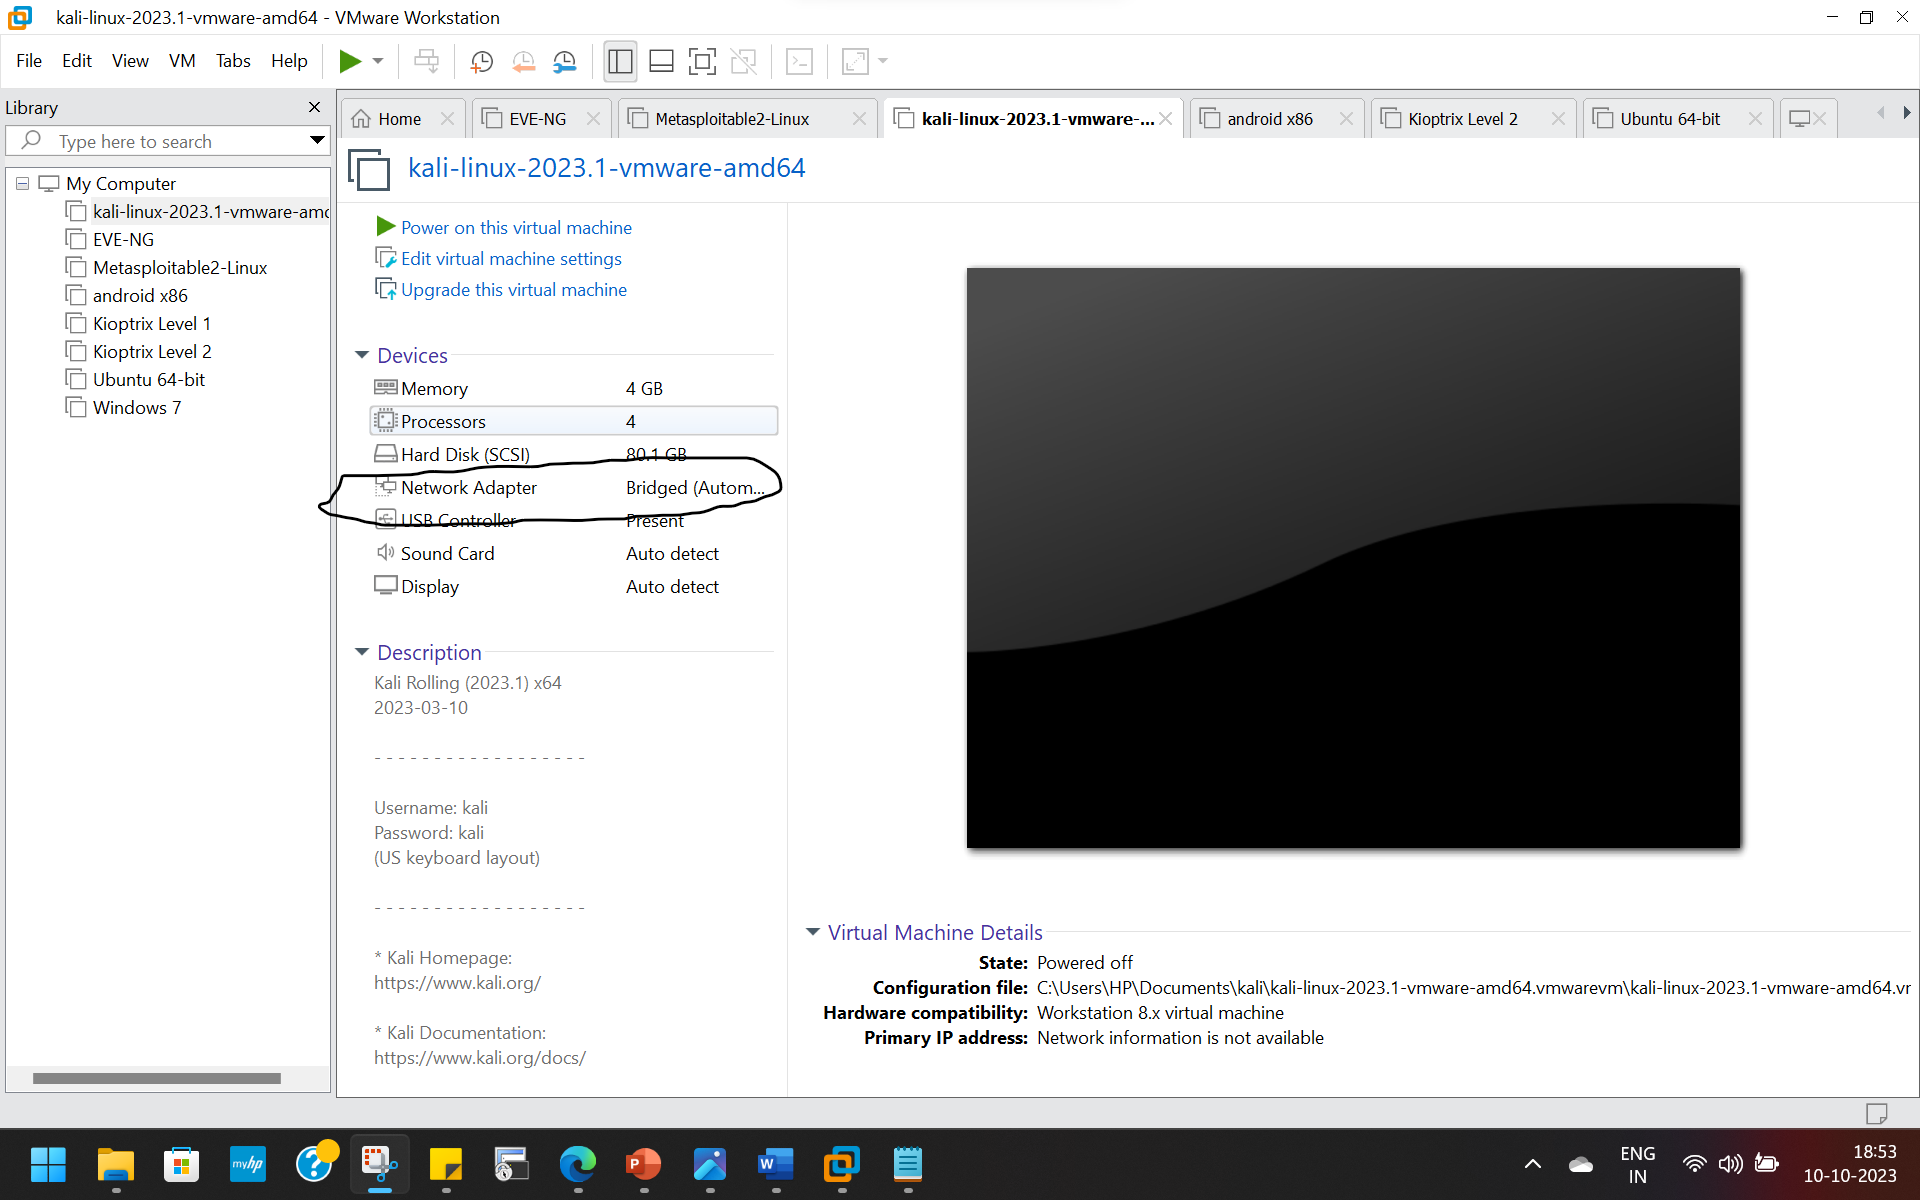 kali-linux-2023.1-vmware-amd64 - VMware Workstation
File Edit View VM Tabs Help
Library
Type here to search
My Computer
kali-linux-2023.1-vmware-amd
EVE-NG
Metasploitable2-Linux
android x86
Kioptrix Level 1
Kioptrix Level 2
Ubuntu 64-bit
Windows 7
Home EVE-NG Metasploitable2-Linux kali-linux-2023.1-vmware-... android x86 Kioptrix Level 2 Ubuntu 64-bit
kali-linux-2023.1-vmware-amd64
Power on this virtual machine
Edit virtual machine settings
Upgrade this virtual machine
Devices
Memory 4 GB
Processors 4
Hard Disk (SCSI) 80.1 GB
Network Adapter Bridged (Autom...
USB Controller Present
Sound Card Auto detect
Display Auto detect
Description
Kali Rolling (2023.1) x64
2023-03-10
- - - - - - - - - - - - - - - - - -
Username: kali
Password: kali
(US keyboard layout)
- - - - - - - - - - - - - - - - - -
* Kali Homepage:
https://www.kali.org/
* Kali Documentation:
https://www.kali.org/docs/
Virtual Machine Details
State: Powered off
Configuration file: C:\Users\HP\Documents\kali\kali-linux-2023.1-vmware-amd64.vmwarevm\kali-linux-2023.1-vmware-amd64.vr
Hardware compatibility: Workstation 8.x virtual machine
Primary IP address: Network information is not available
myhp
ENG
IN
18:53
10-10-2023